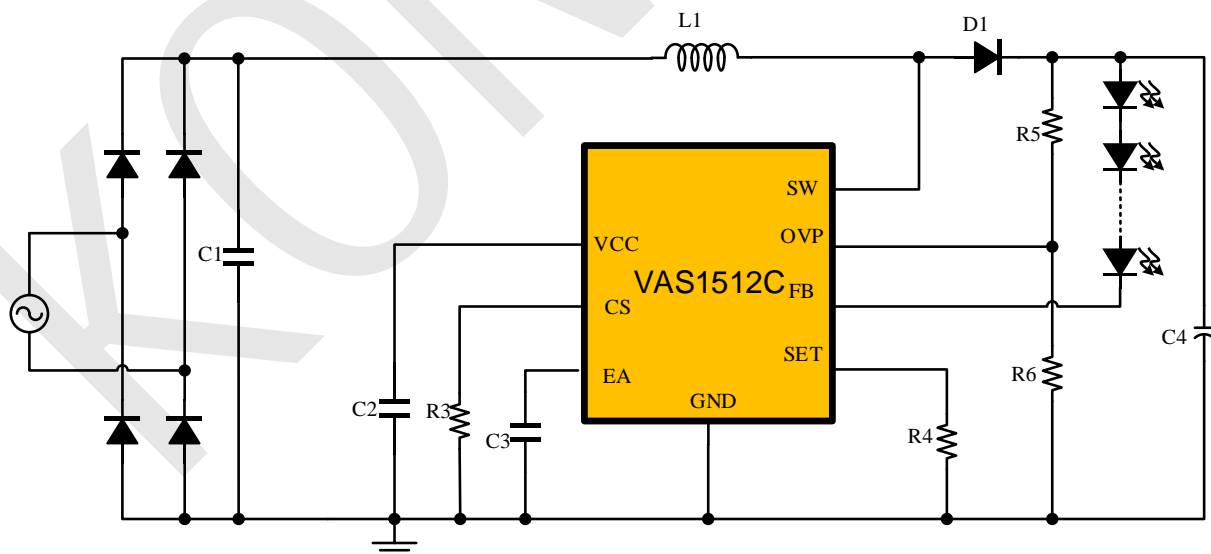 L1
D1
R5
SW
C1
VCC
OVP
VAS1512C
FB
CS
C4
SET
EA
R6
GND
C2
R3
C3
R4